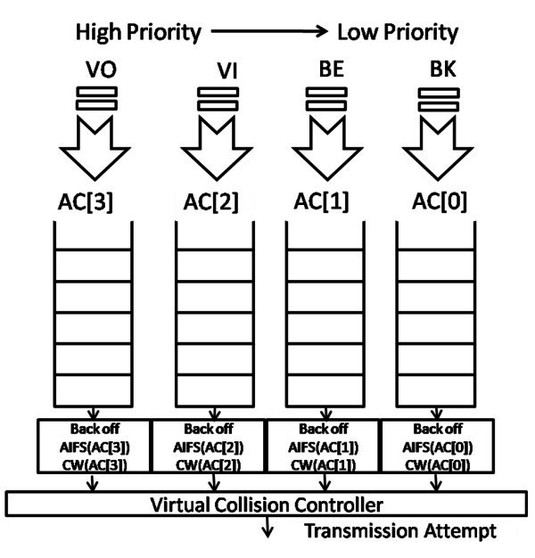 High Priority Low Priority
VO VI BE BK
AC[3] AC[2] AC[1] AC[0]
Back off Back off Back off Back off
AIFS(AC[3]) AIFS(AC[2]) AIFS(AC[1]) AIFS(AC[0])
CW(AC[3]) CW(AC[2]) CW(AC[1]) CW(AC[0])
Virtual Collision Controller
Transmission Attempt